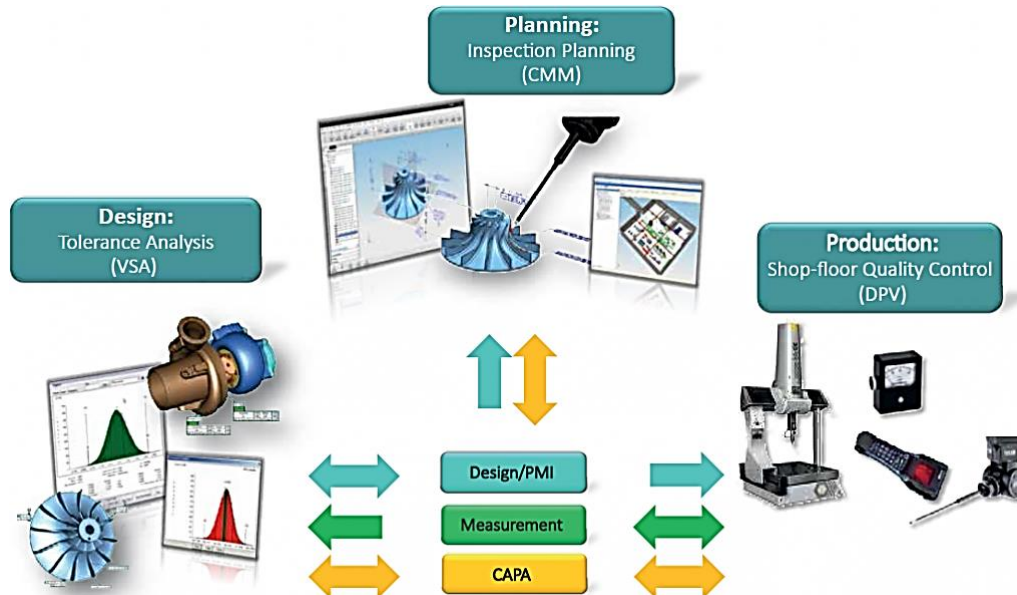 Planning:
Inspection Planning
(CMM)
Design:
Tolerance Analysis
(VSA)
Production:
Shop-floor Quality Control
(DPV)
Design/PMI
Measurement
CAPA